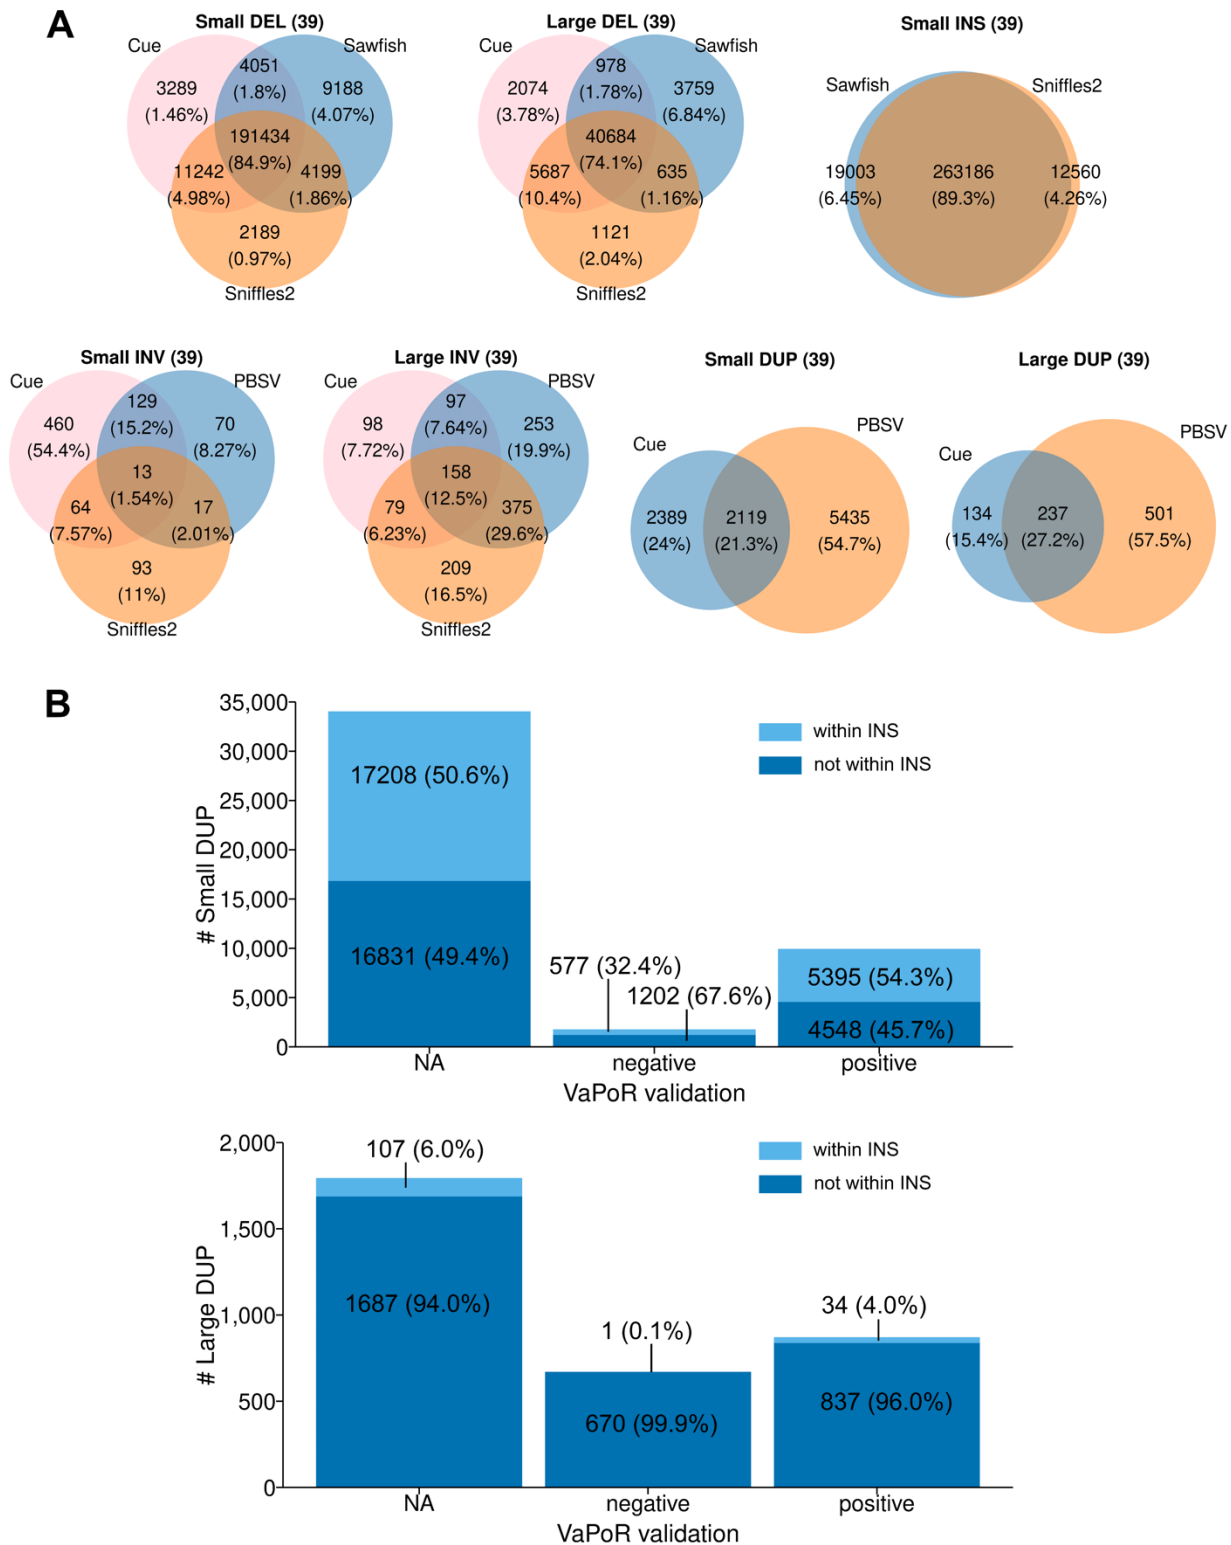 A
Small DEL (39)
Cue
Sawfish
4051
(1.8%)
3289
(1.46%)
9188
(4.07%)
191434
(84.9%)
11242
(4.98%)
4199
(1.86%)
2189
(0.97%)
Sniffles2
Large DEL (39)
Cue
Sawfish
978
(1.78%)
2074
(3.78%)
3759
(6.84%)
40684
(74.1%)
5687
(10.4%)
635
(1.16%)
1121
(2.04%)
Sniffles2
Small INS (39)
Sawfish
Sniffles2
19003
(6.45%)
263186
(89.3%)
12560
(4.26%)
Small INV (39)
Cue
PBSV
129
(15.2%)
460
(54.4%)
70
(8.27%)
13
(1.54%)
64
(7.57%)
17
(2.01%)
93
(11%)
Sniffles2
Large INV (39)
Cue
PBSV
97
(7.64%)
98
(7.72%)
253
(19.9%)
158
(12.5%)
79
(6.23%)
375
(29.6%)
209
(16.5%)
Sniffles2
Small DUP (39)
Cue
PBSV
2389
(24%)
2119
(21.3%)
5435
(54.7%)
Large DUP (39)
Cue
PBSV
134
(15.4%)
237
(27.2%)
501
(57.5%)
B
# Small DUP
35,000
30,000
25,000
20,000
15,000
10,000
5,000
0
within INS
not within INS
17208 (50.6%)
16831 (49.4%)
577 (32.4%)
1202 (67.6%)
5395 (54.3%)
4548 (45.7%)
NA
negative
positive
VaPoR validation
# Large DUP
2,000
1,500
1,000
500
0
within INS
not within INS
107 (6.0%)
1687 (94.0%)
1 (0.1%)
670 (99.9%)
34 (4.0%)
837 (96.0%)
NA
negative
positive
VaPoR validation